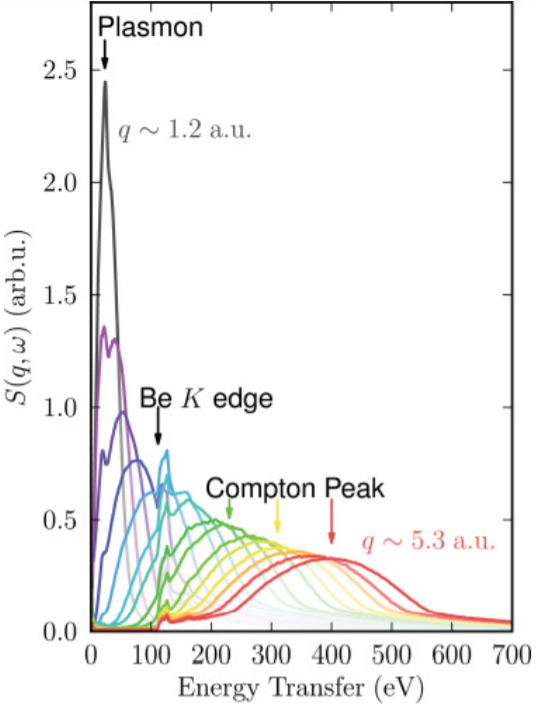 Plasmon
2.5
q ~ 1.2 a.u.
2.0
1.5
S(q, ω) (arb.u.)
1.0
Be K edge
Compton Peak
0.5
q ~ 5.3 a.u.
0.0
0 100 200 300 400 500 600 700
Energy Transfer (eV)